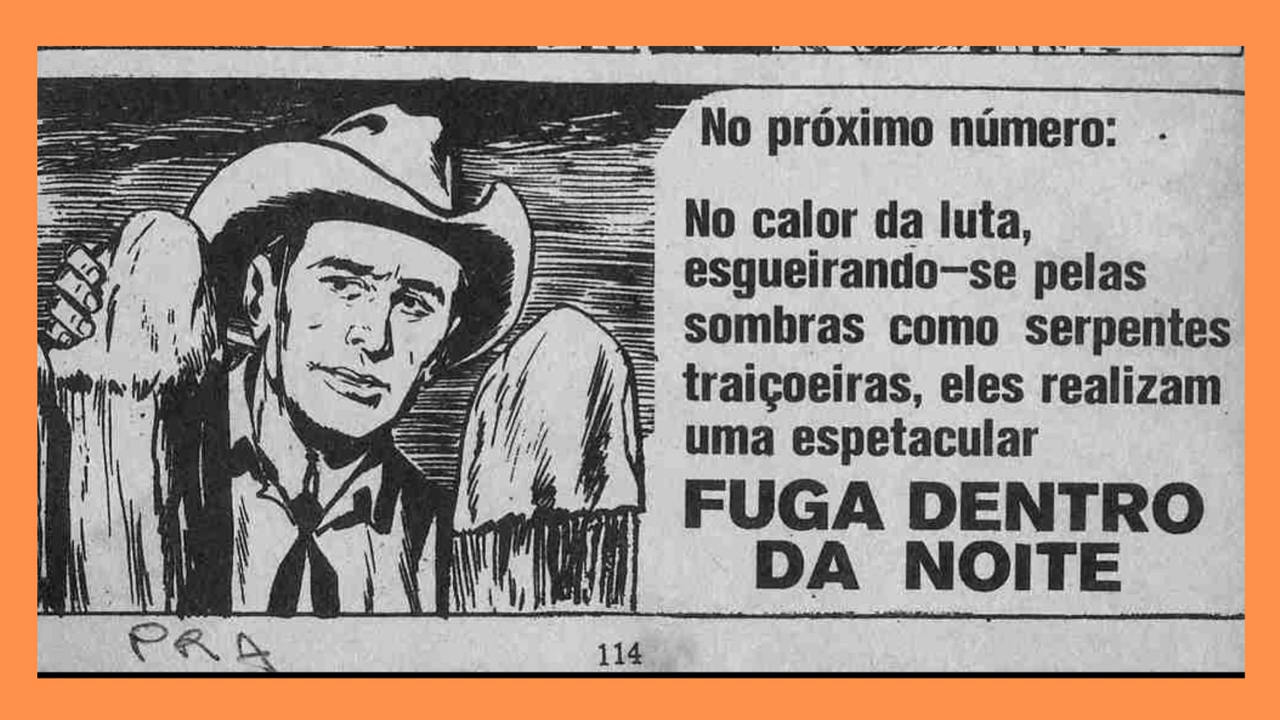 No próximo número:
No calor da luta,
esgueirando-se pelas
sombras como serpentes
traiçoeiras, eles realizam
uma espetacular
FUGA DENTRO
DA NOITE
PRA
114